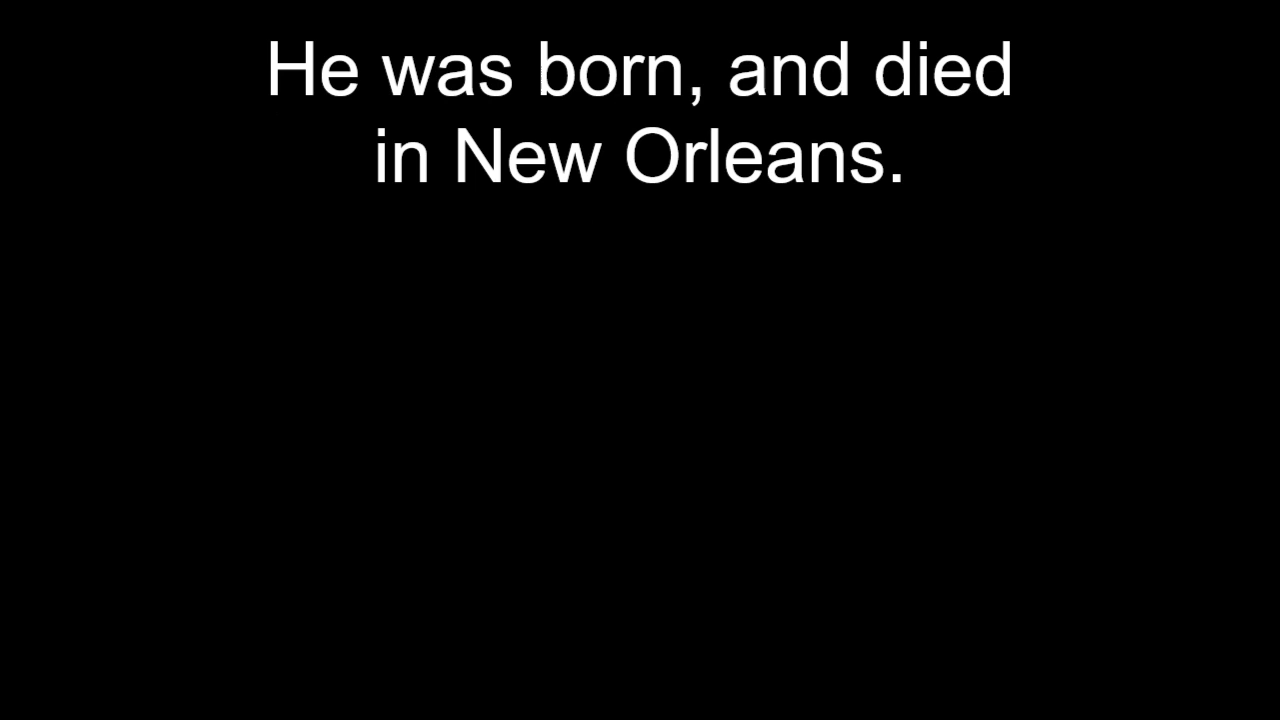 He was born, and died
in New Orleans.